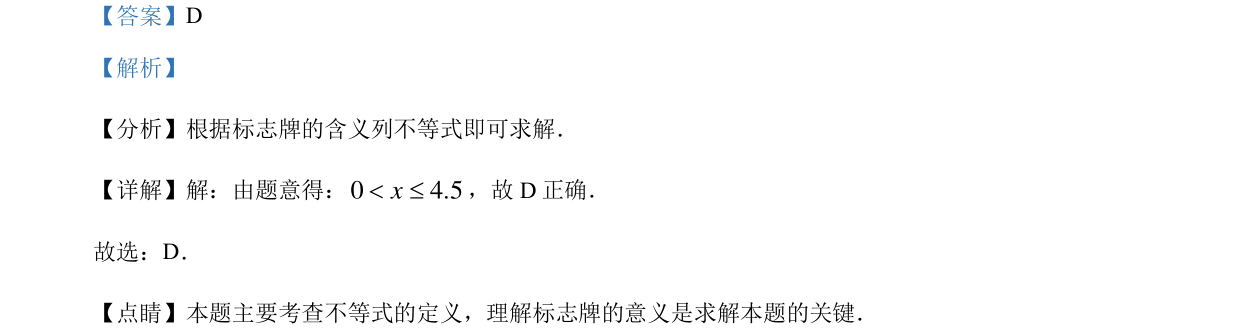 【答案】D
【解析】
【分析】根据标志牌的含义列不等式即可求解．
【详解】解：由题意得：0 < x ≤ 4.5，故 D 正确．
故选：D．
【点睛】本题主要考查不等式的定义，理解标志牌的意义是求解本题的关键．